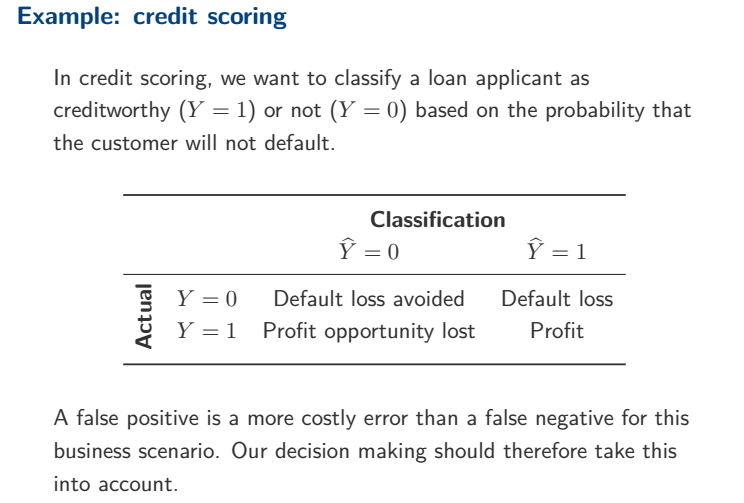 Example: credit scoring
In credit scoring, we want to classify a loan applicant as
creditworthy (Y = 1) or not (Y = 0) based on the probability that
the customer will not default.
Classification
Ŷ = 0 Ŷ = 1
Actual
Y = 0 Default loss avoided Default loss
Y = 1 Profit opportunity lost Profit
A false positive is a more costly error than a false negative for this
business scenario. Our decision making should therefore take this
into account.